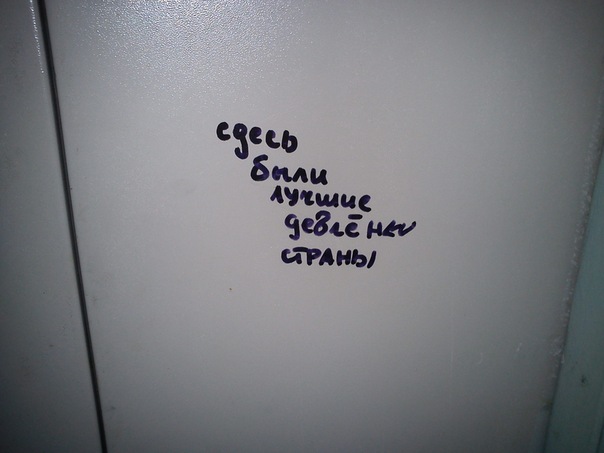 сдесь
были
лучшие
девчёнки
страны